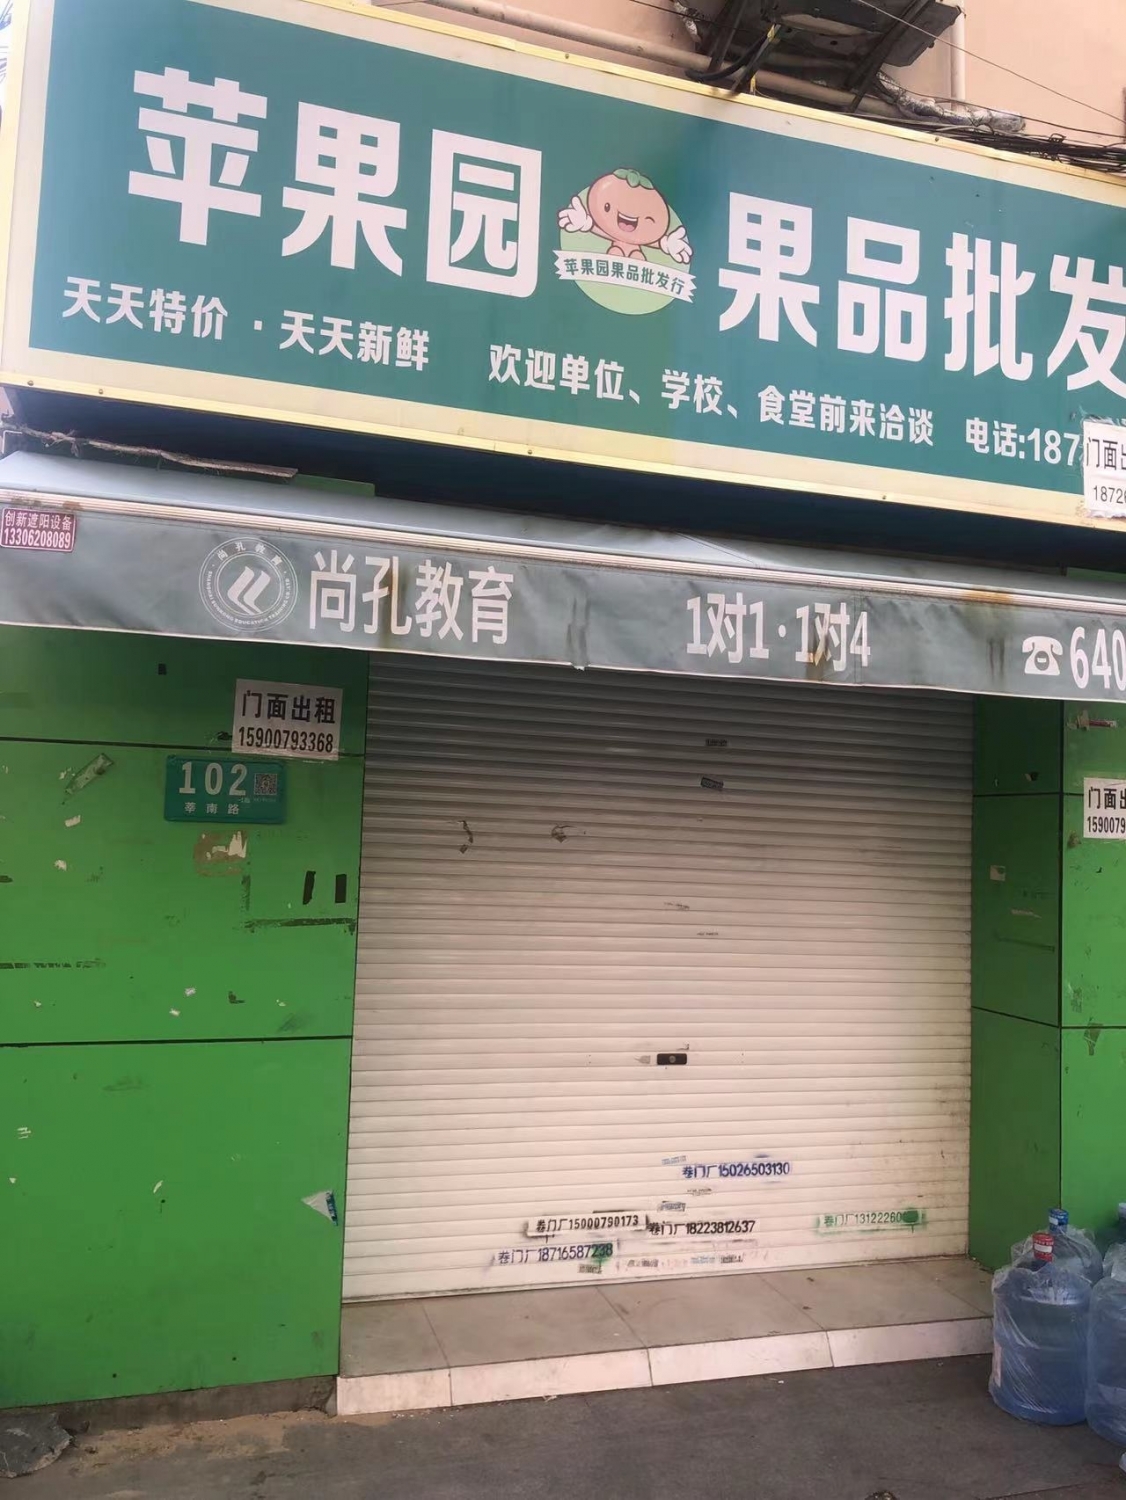 苹果园 果品批发
苹果园果品批发行
天天特价·天天新鲜 欢迎单位、学校、食堂前来洽谈 电话:187
门面出
18726
创新遮阳设备
13306208089
尚孔教育
尚孔教育 1对1·1对4 ☎640
门面出租
15900793368
102
莘南路
门面出
1590079
卷门厂15026503130
卷门厂15000790173
卷门厂18223812637
卷门厂13122260
卷门厂18716587238